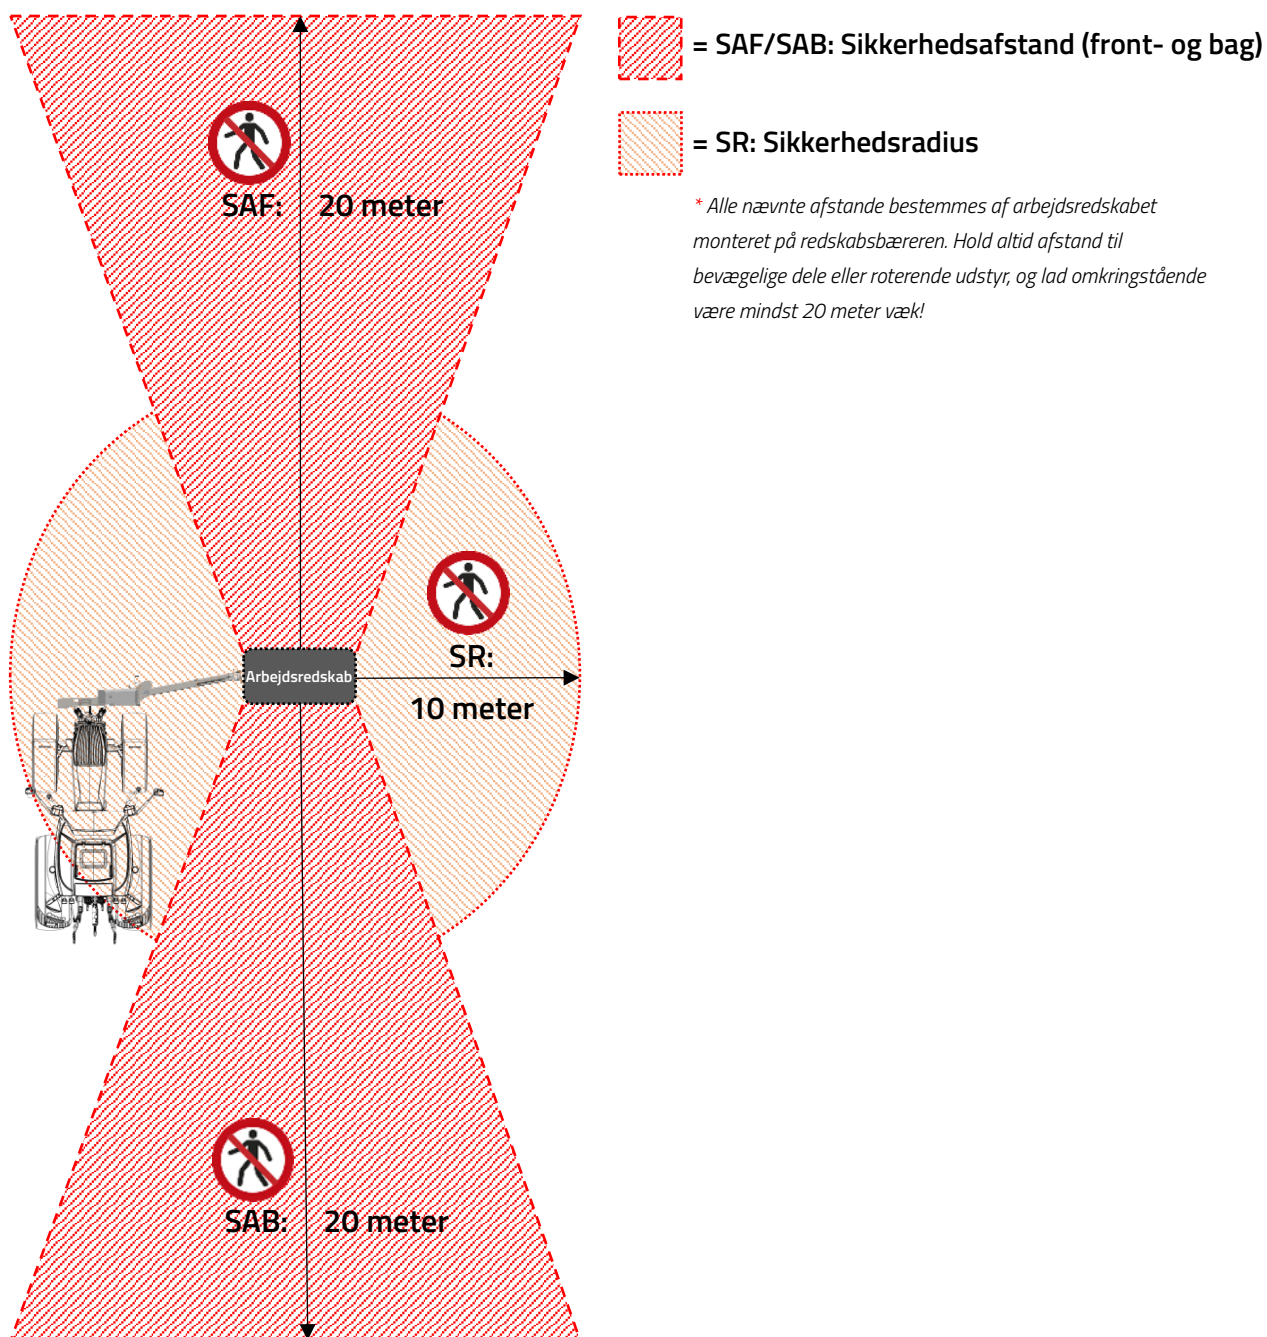 = SAF/SAB: Sikkerhedsafstand (front- og bag)
= SR: Sikkerhedsradius
* Alle nævnte afstande bestemmes af arbejdsredskabet
monteret på redskabsbæreren. Hold altid afstand til
bevægelige dele eller roterende udstyr, og lad omkringstående
være mindst 20 meter væk!
SAF: 20 meter
SR:
10 meter
Arbejdsredskab
SAB: 20 meter